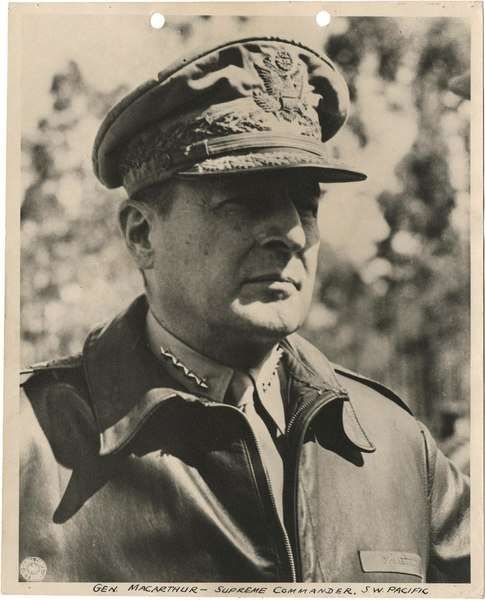 GEN. MACARTHUR — SUPREME COMMANDER, S.W. PACIFIC